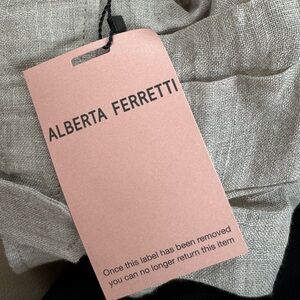 ALBERTA FERRETTI
Once this label has been removed
you can no longer return this item